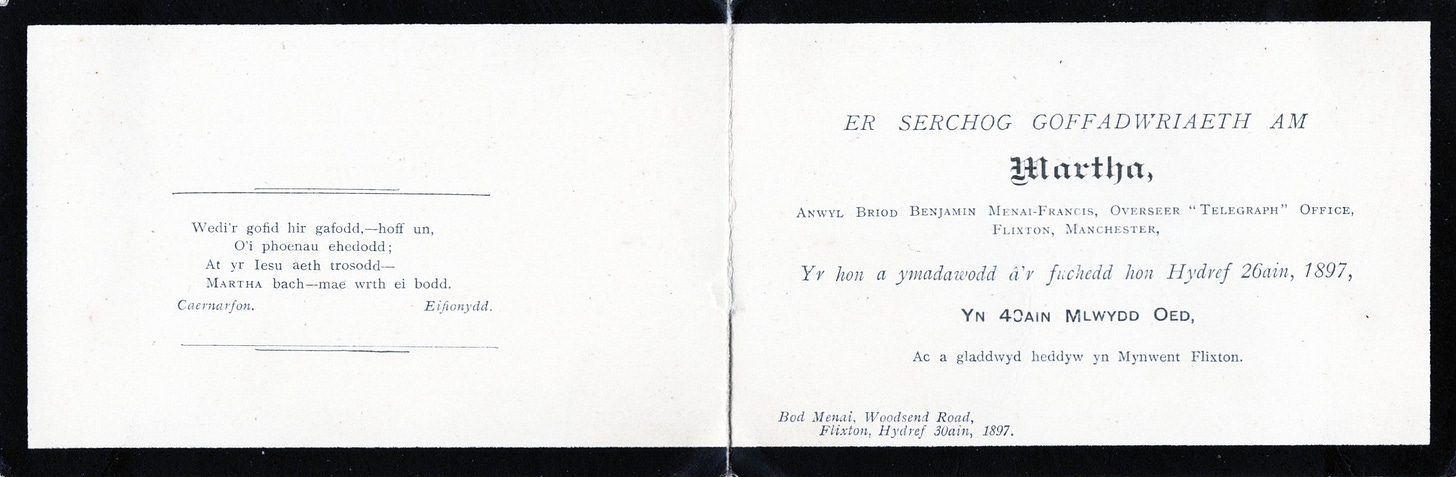 Wedi'r gofid hir gafodd,—hoff un,
O'i phoenau ehedodd;
At yr Iesu aeth trosodd—
MARTHA bach—mae wrth ei bodd.
Caernarfon. Eifionydd.
ER SERCHOG GOFFADWRIAETH AM
Martha,
ANWYL BRIOD BENJAMIN MENAI-FRANCIS, OVERSEER "TELEGRAPH" OFFICE,
FLIXTON, MANCHESTER,
Yr hon a ymadawodd â'r fuchedd hon Hydref 26ain, 1897,
YN 40AIN MLWYDD OED,
Ac a gladdwyd heddyw yn Mynwent Flixton.
Bod Menai, Woodsend Road,
Flixton, Hydref 30ain, 1897.